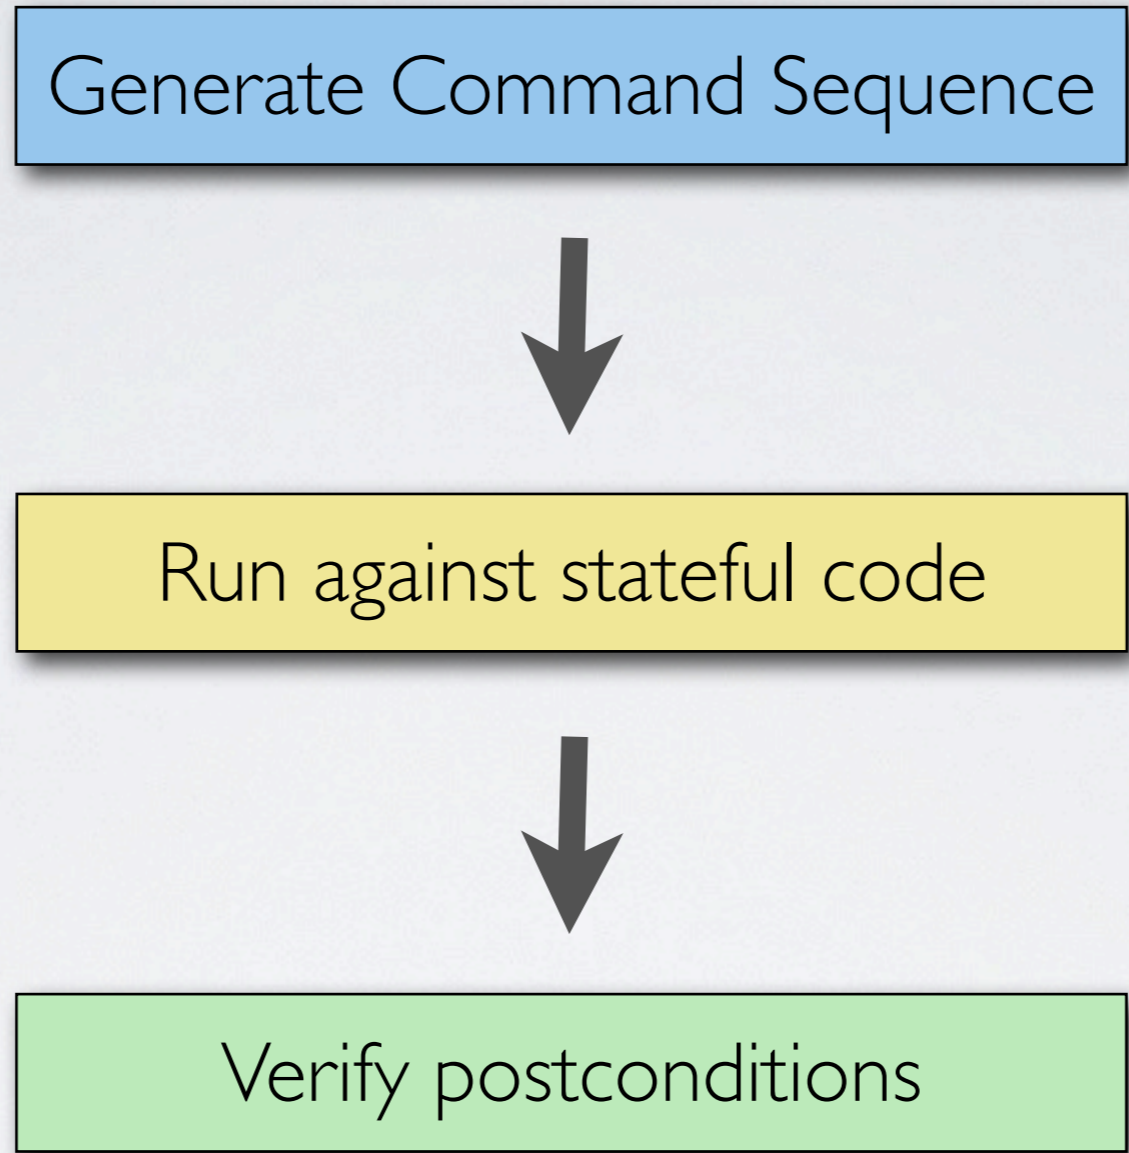 Generate Command Sequence
Run against stateful code
Verify postconditions